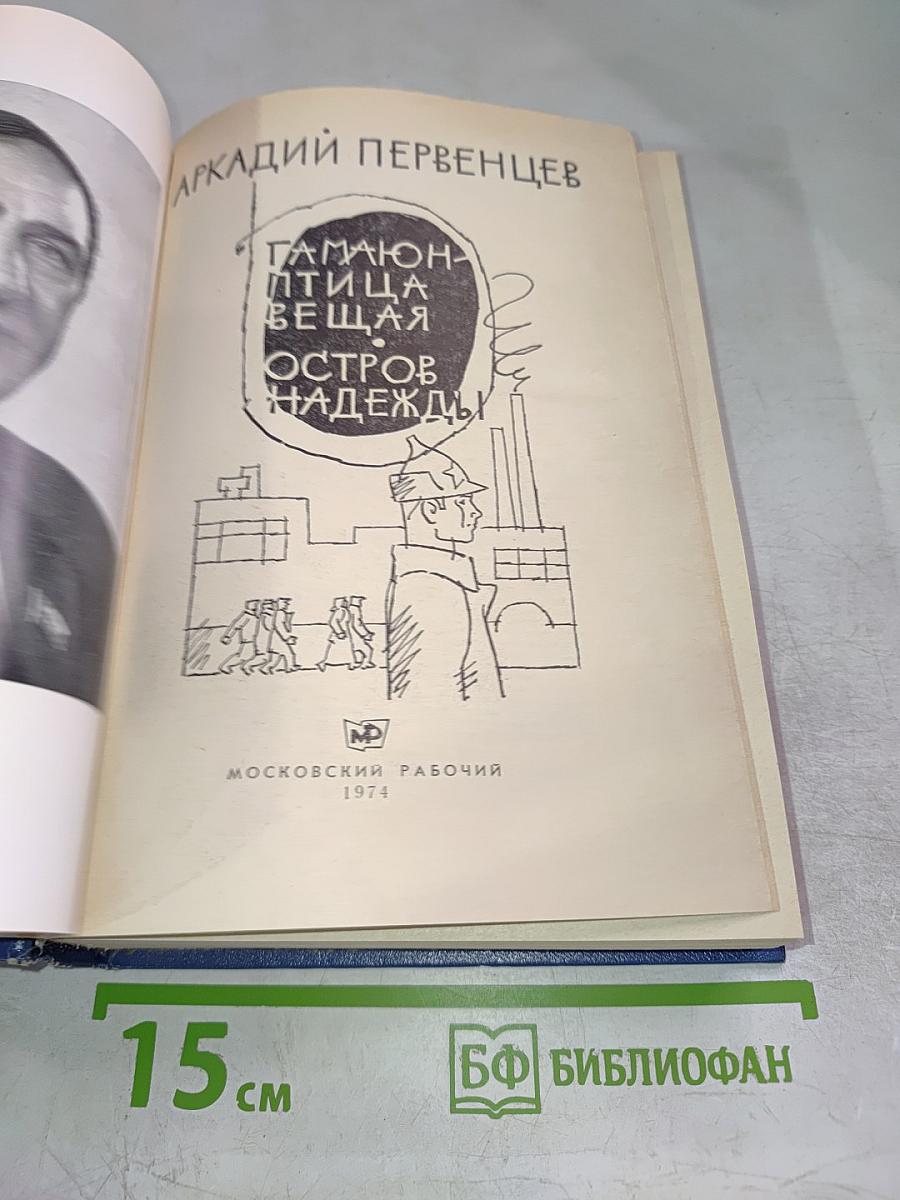 АРКАДИЙ ПЕРВЕНЦЕВ
ГАМАЮН-
ПТИЦА
ВЕЩАЯ
•
ОСТРОВ
НАДЕЖДЫ
МР
МОСКОВСКИЙ РАБОЧИЙ
1974
15 см
БФ БИБЛИОФАН